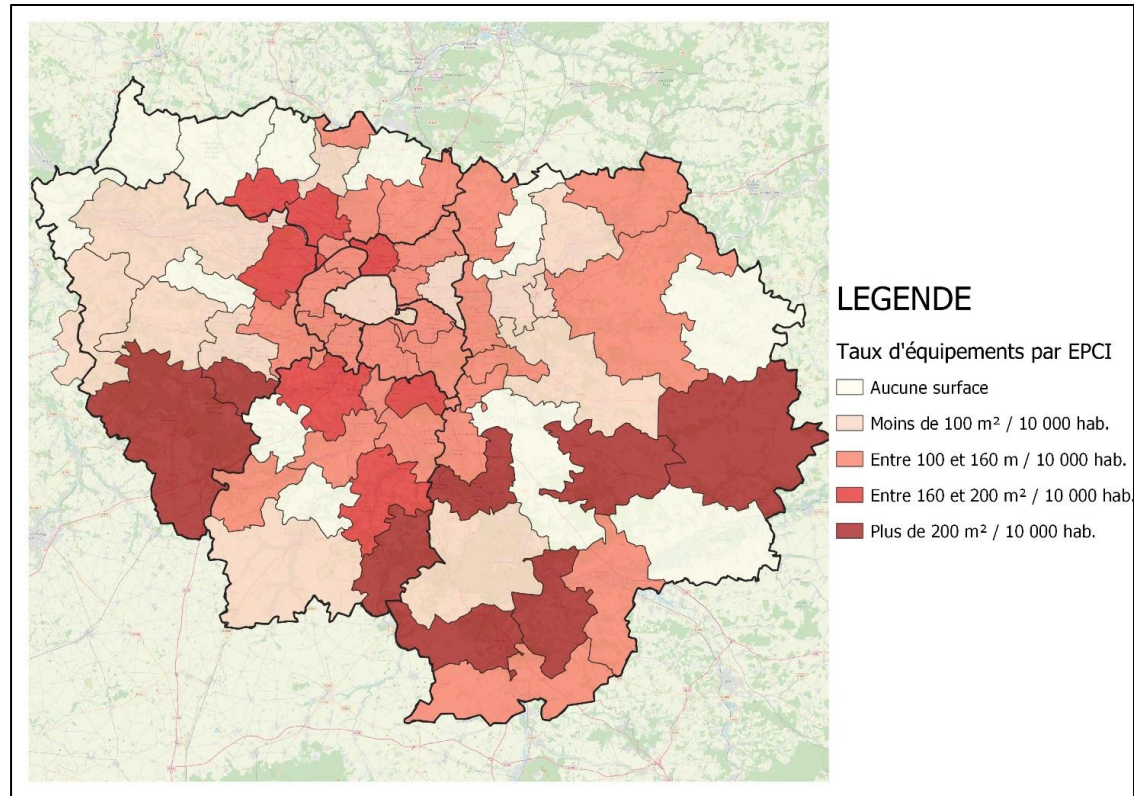 LEGENDE
Taux d'équipements par EPCI
Aucune surface
Moins de 100 m² / 10 000 hab.
Entre 100 et 160 m / 10 000 hab.
Entre 160 et 200 m² / 10 000 hab.
Plus de 200 m² / 10 000 hab.